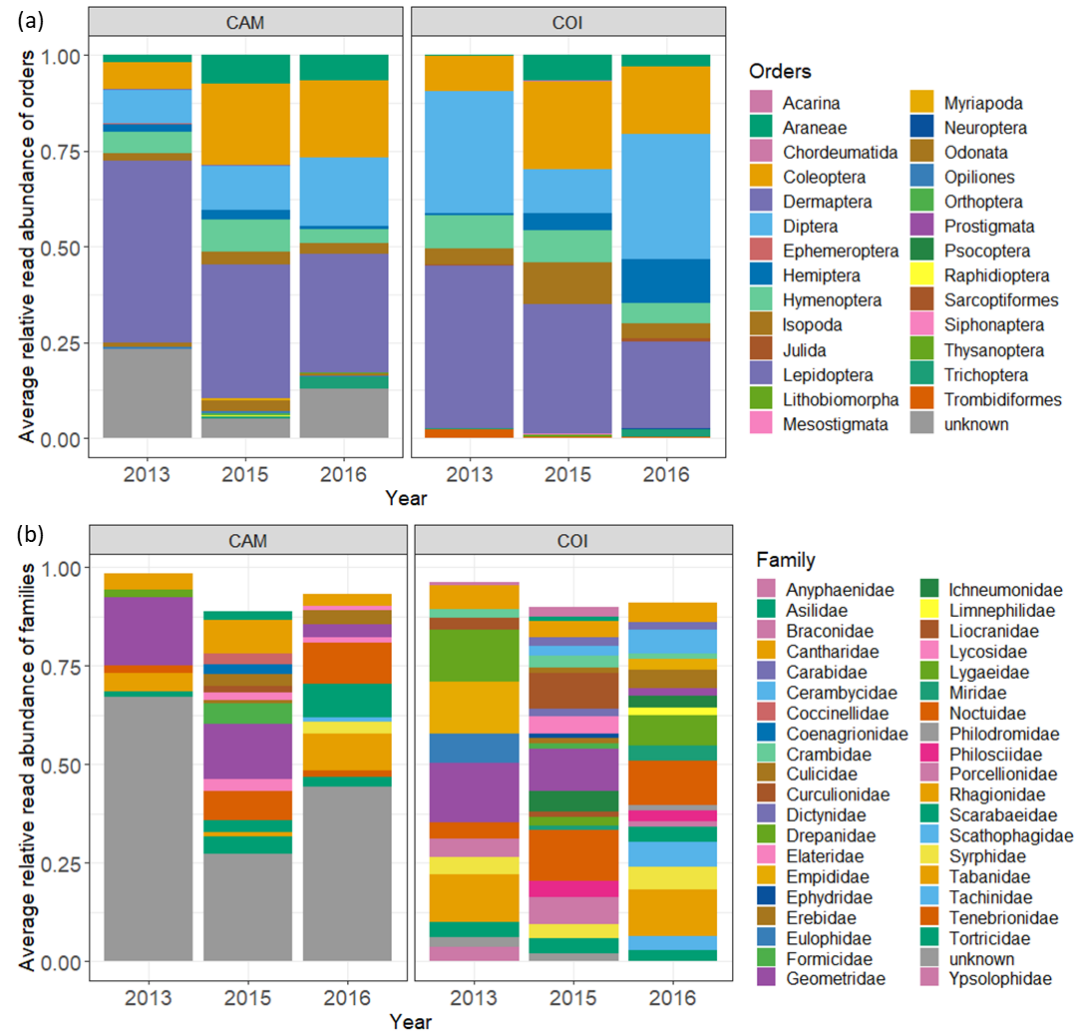 (a)
CAM
COI
Average relative read abundance of orders
1.00
0.75
0.50
0.25
0.00
2013
2015
2016
2013
2015
2016
Year
Orders
Acarina
Araneae
Chordeumatida
Coleoptera
Dermaptera
Diptera
Ephemeroptera
Hemiptera
Hymenoptera
Isopoda
Julida
Lepidoptera
Lithobiomorpha
Mesostigmata
Myriapoda
Neuroptera
Odonata
Opiliones
Orthoptera
Prostigmata
Psocoptera
Raphidioptera
Sarcoptiformes
Siphonaptera
Thysanoptera
Trichoptera
Trombidiformes
unknown
(b)
CAM
COI
Average relative read abundance of families
1.00
0.75
0.50
0.25
0.00
2013
2015
2016
2013
2015
2016
Year
Family
Anyphaenidae
Asilidae
Braconidae
Cantharidae
Carabidae
Cerambycidae
Coccinellidae
Coenagrionidae
Crambidae
Culicidae
Curculionidae
Dictynidae
Drepanidae
Elateridae
Empididae
Ephydridae
Erebidae
Eulophidae
Formicidae
Geometridae
Ichneumonidae
Limnephilidae
Liocranidae
Lycosidae
Lygaeidae
Miridae
Noctuidae
Philodromidae
Philosciidae
Porcellionidae
Rhagionidae
Scarabaeidae
Scathophagidae
Syrphidae
Tabanidae
Tachinidae
Tenebrionidae
Tortricidae
unknown
Ypsolophidae